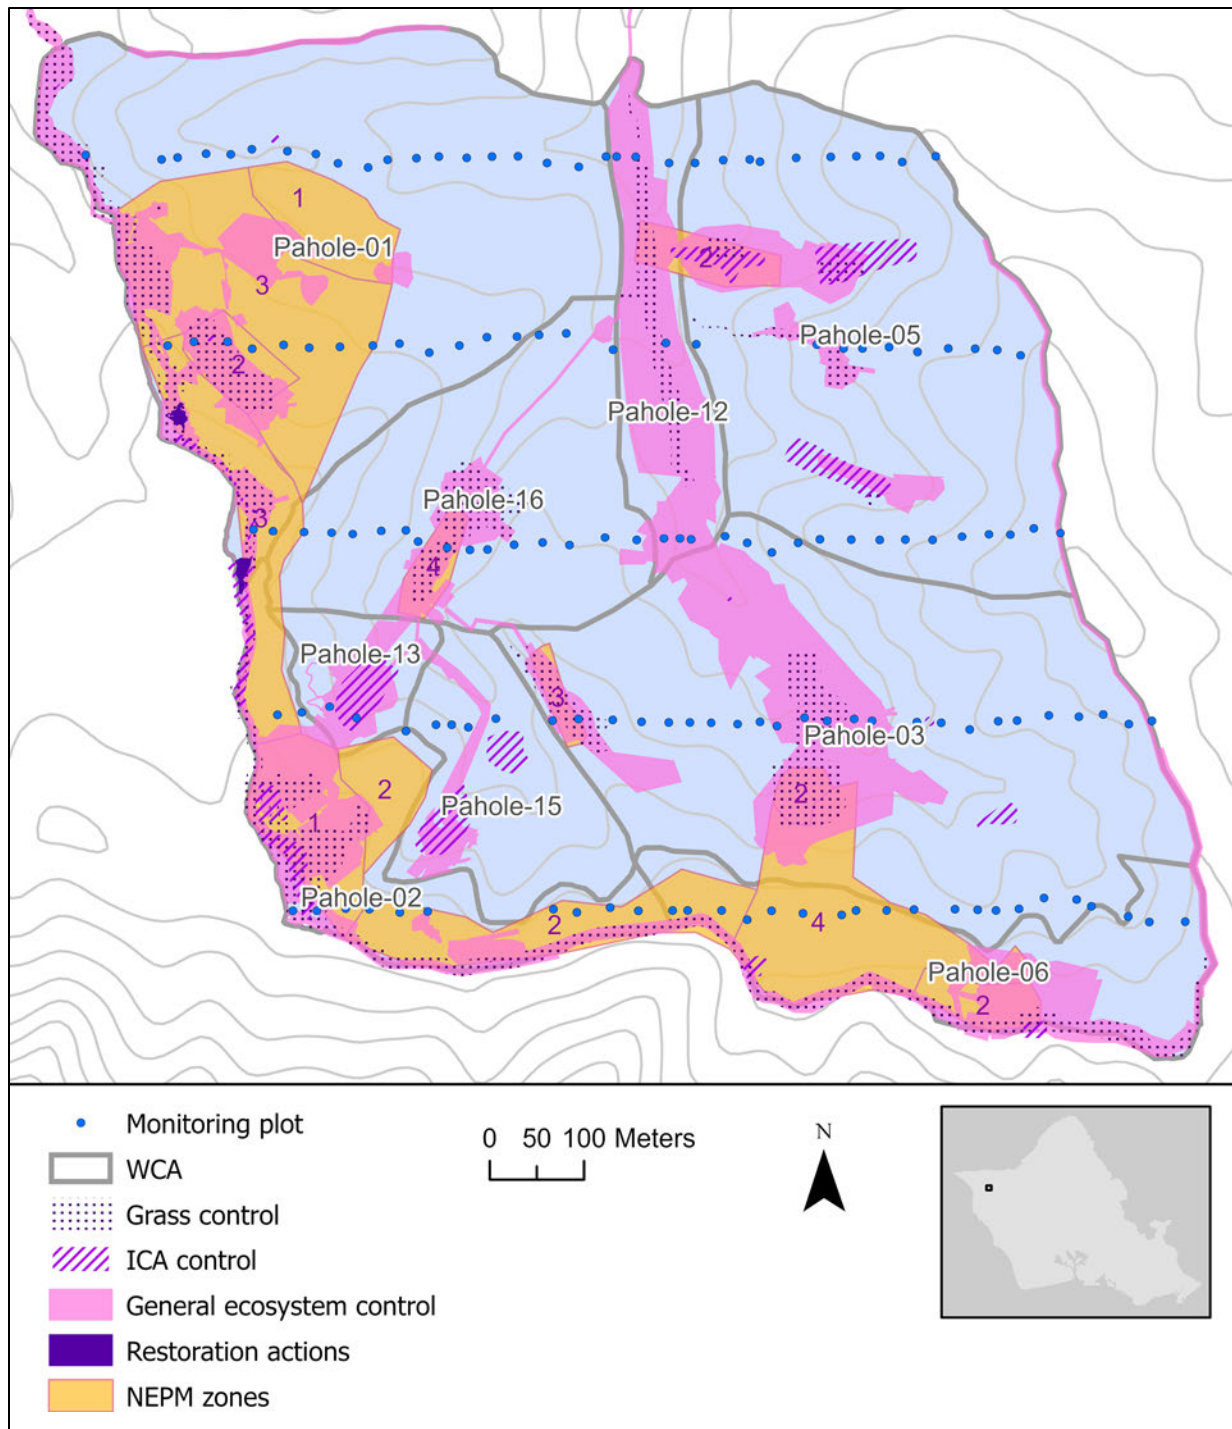 1
Pahole-01
2
3
Pahole-05
2
Pahole-12
Pahole-16
3
4
Pahole-13
3
Pahole-03
2
2
Pahole-15
1
Pahole-02
2
4
Pahole-06
2
Monitoring plot
WCA
Grass control
ICA control
General ecosystem control
Restoration actions
NEPM zones
0 50 100 Meters
N